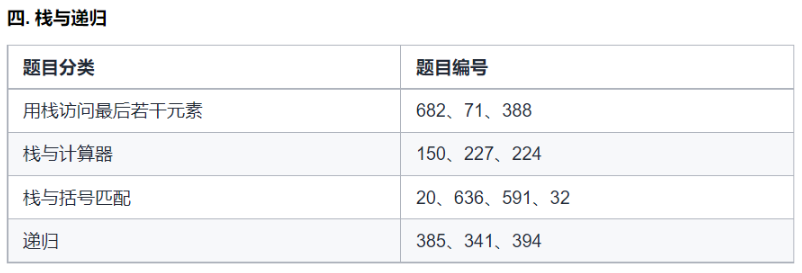 四. 栈与递归
题目分类 题目编号
用栈访问最后若干元素 682、71、388
栈与计算器 150、227、224
栈与括号匹配 20、636、591、32
递归 385、341、394